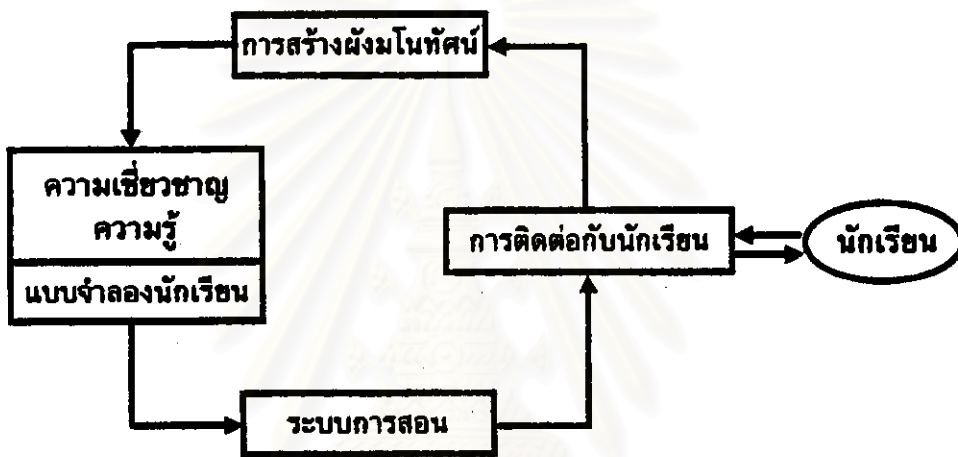 การสร้างผังมโนทัศน์
ความเชี่ยวชาญ
ความรู้
แบบจำลองนักเรียน
การติดต่อกับนักเรียน
นักเรียน
ระบบการสอน